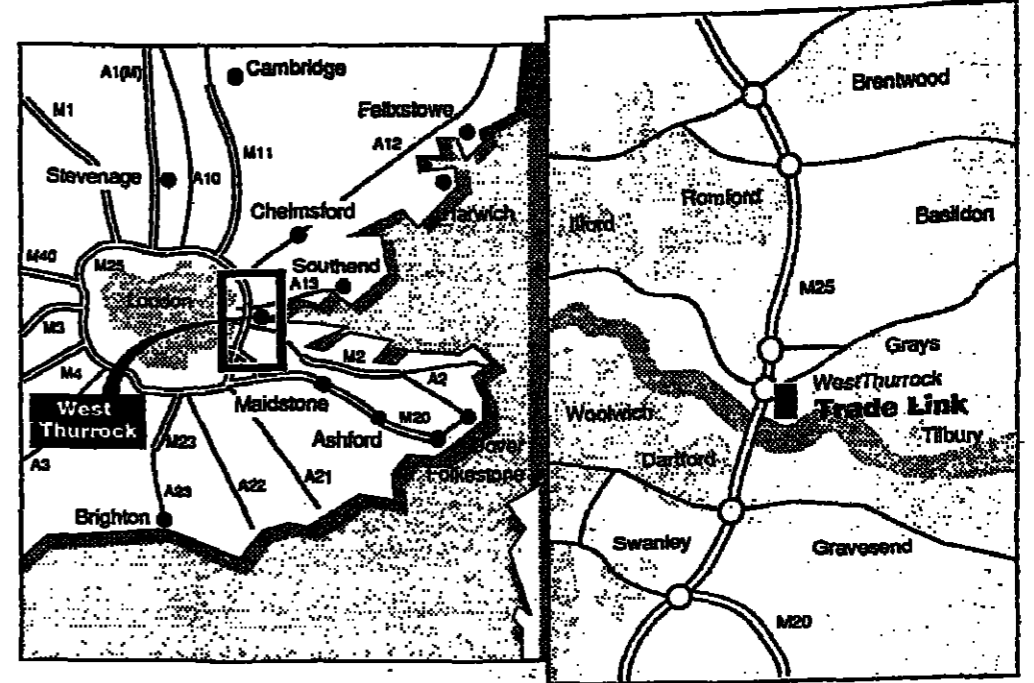 A1(M)
Cambridge
M1
Felixstowe
A12
M11
Stevenage
A10
Chelmsford
Harwich
M40
M25
Southend
A13
London
M3
M2
M4
A2
West
Thurrock
Maidstone
M20
M23
Ashford
Dover
A3
A22
A21
Folkestone
A23
Brighton
Brentwood
Romford
Ilford
Basildon
M25
Grays
WestThurrock
Trade Link
Woolwich
Tilbury
Dartford
Swanley
Gravesend
M20